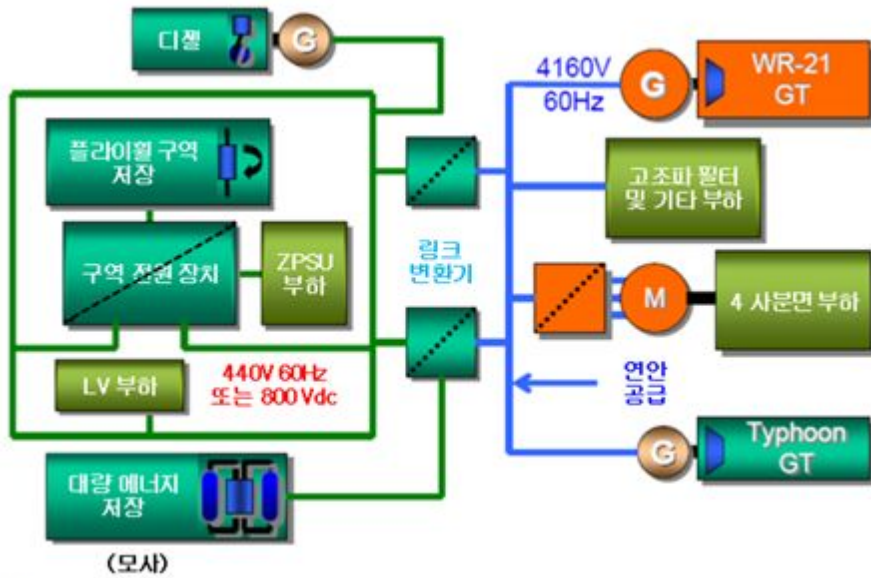 디젤
G
4160V
60Hz
G
WR-21
GT
플라이휠 구역
저장
고조파 필터
및 기타 부하
구역 전원 장치
ZPSU
부하
링크
변환기
M
4 사분면 부하
LV 부하
440V 60Hz
또는 800 Vdc
연안
공급
G
Typhoon
GT
대량 에너지
저장
(모사)